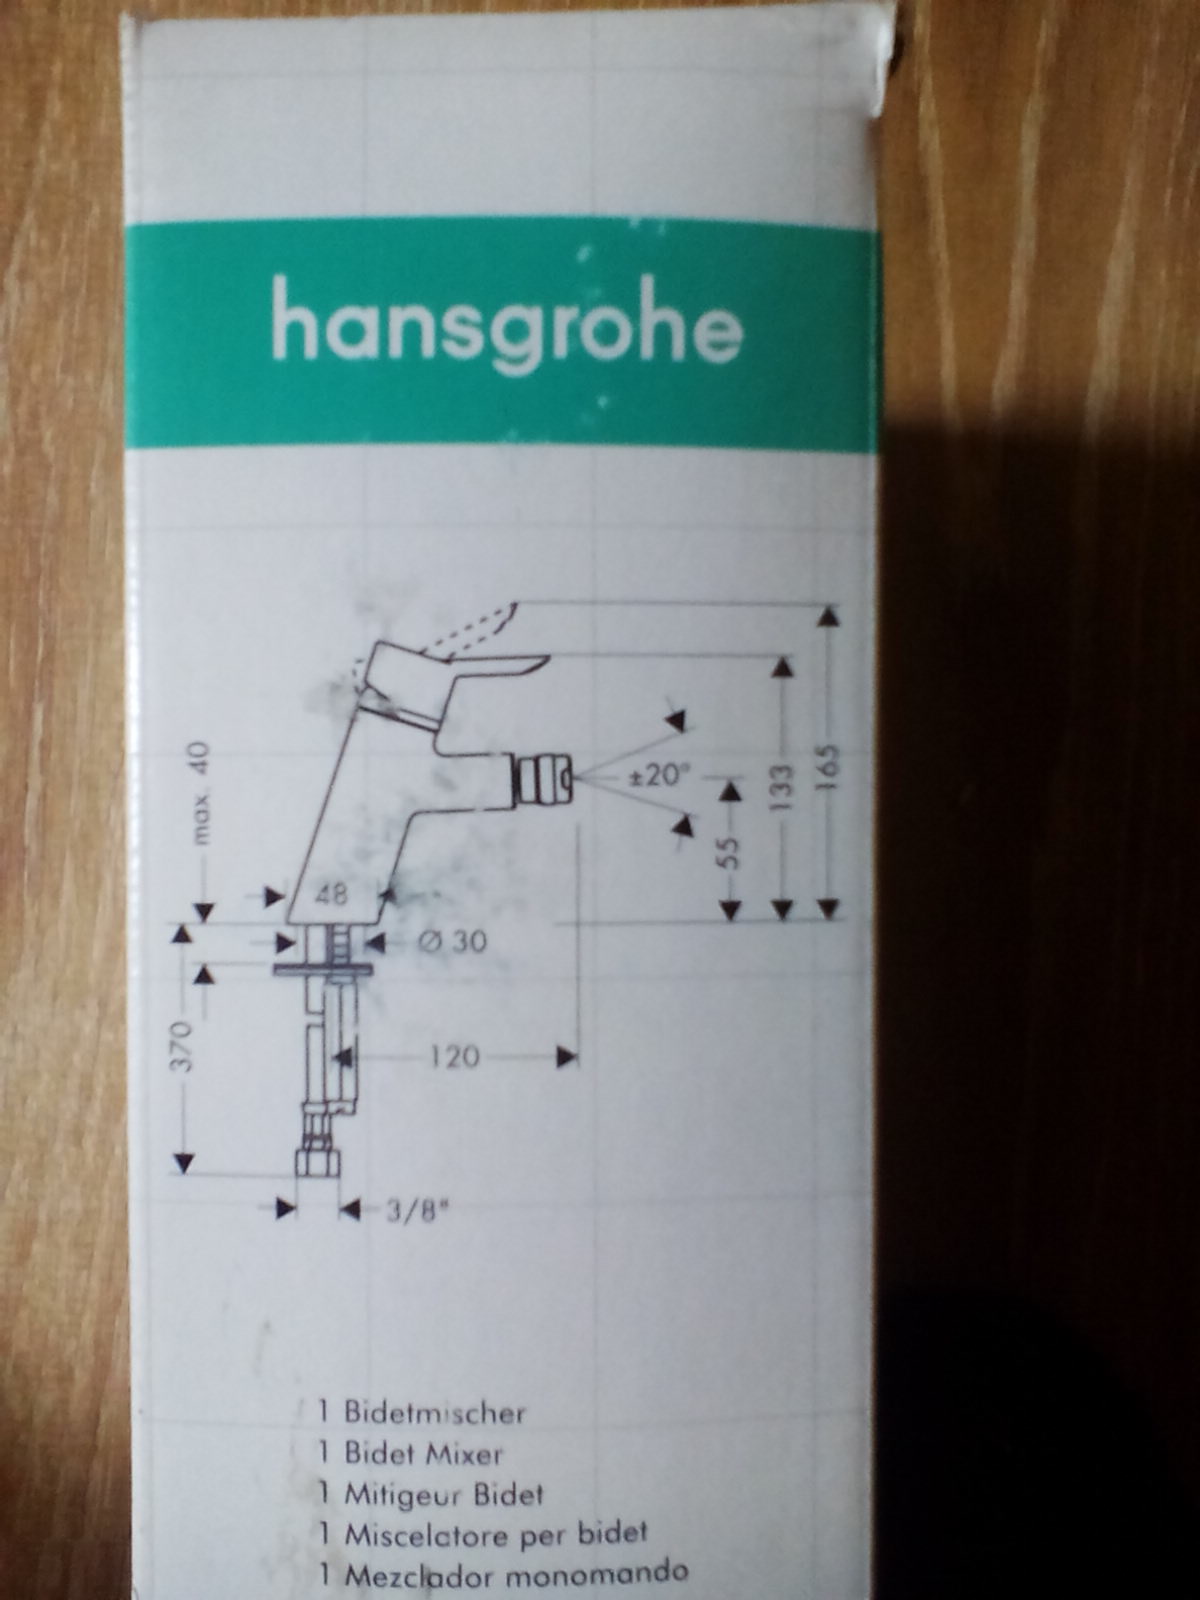 hansgrohe
max. 40
±20°
133
165
55
48
Ø 30
370
120
3/8"
1 Bidetmischer
1 Bidet Mixer
1 Mitigeur Bidet
1 Miscelatore per bidet
1 Mezclador monomando